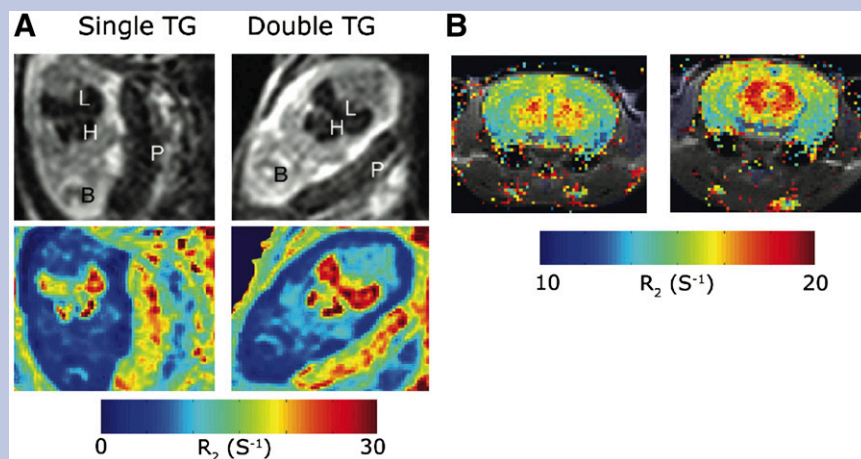 A Single TG Double TG B
L
H
P
B
L
H
P
B
0 R₂ (S⁻¹) 30
10 R₂ (S⁻¹) 20